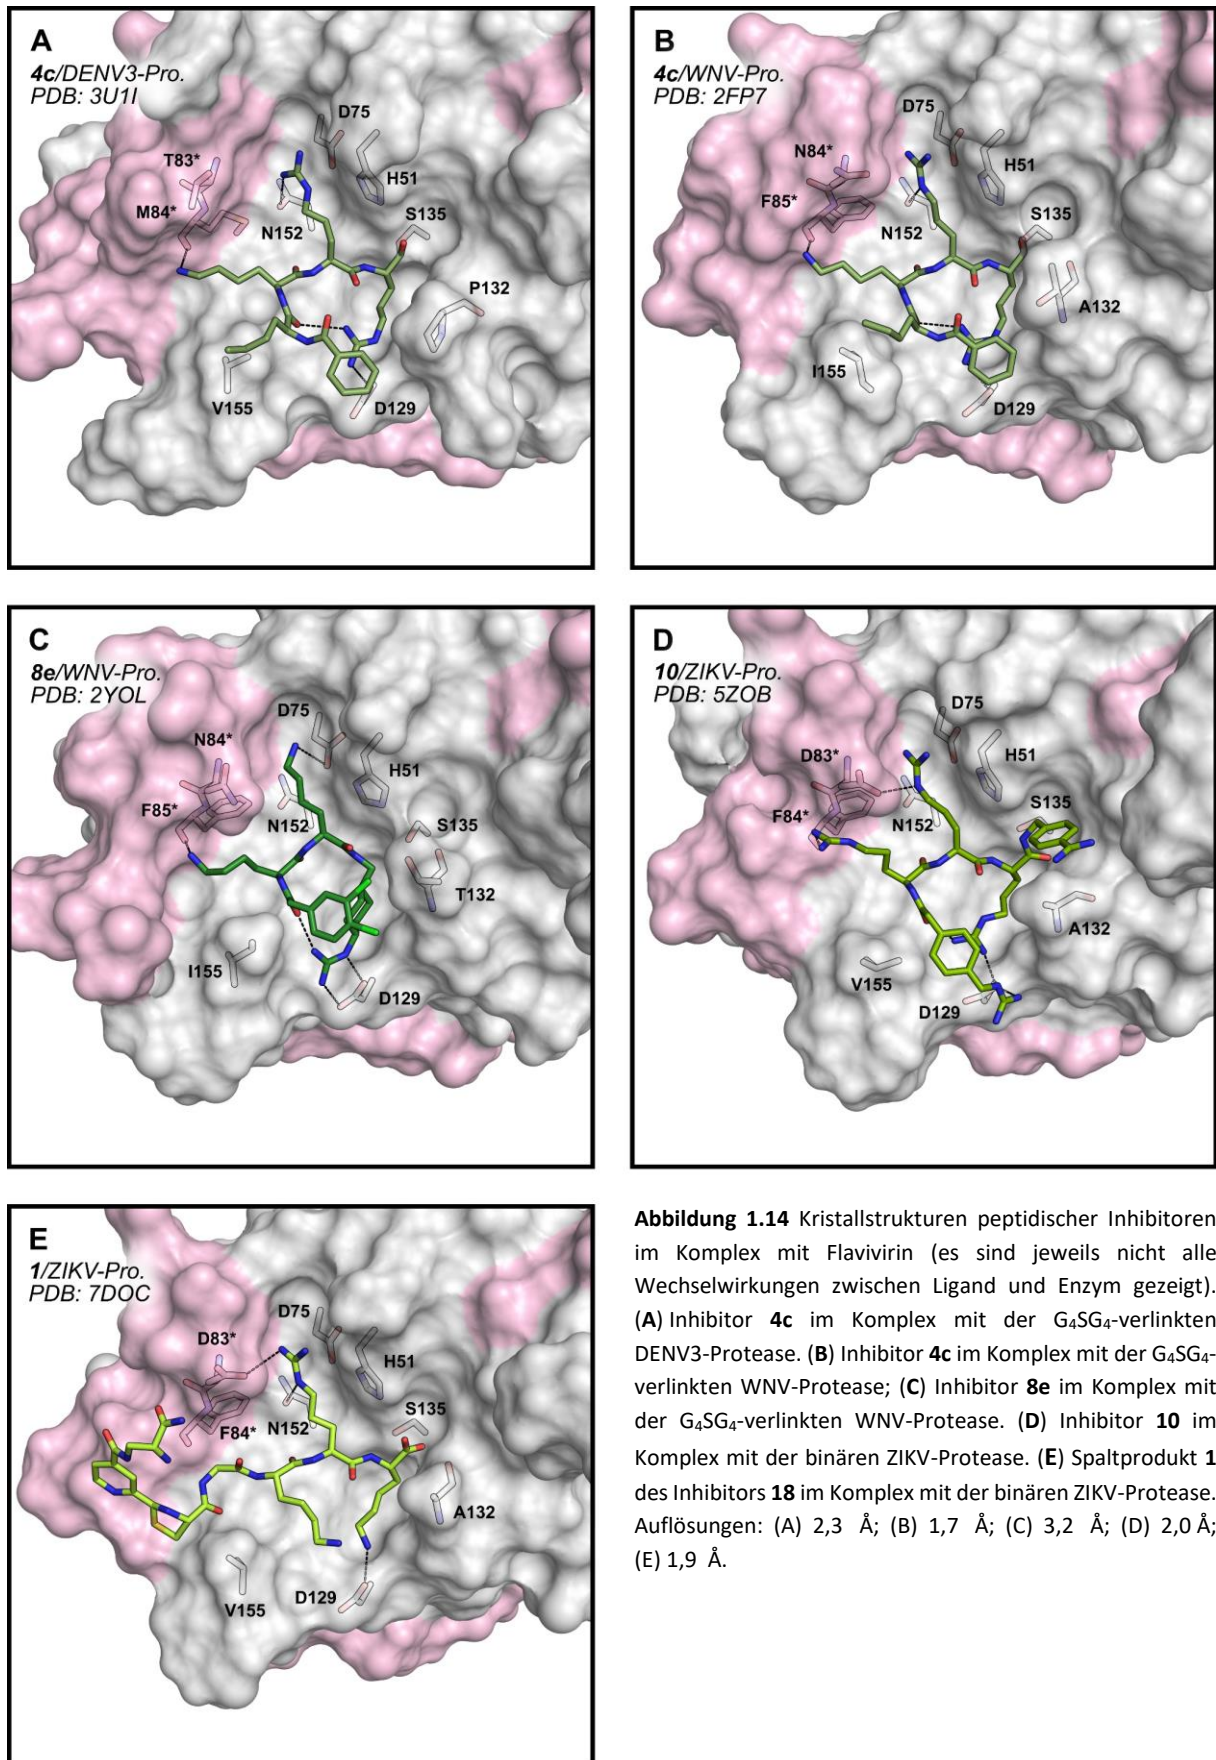 A
4c/DENV3-Pro.
PDB: 3U1I
D75
T83*
H51
M84*
S135
N152
P132
V155
D129
B
4c/WNV-Pro.
PDB: 2FP7
D75
N84*
H51
F85*
S135
N152
A132
I155
D129
C
8e/WNV-Pro.
PDB: 2YOL
D75
N84*
H51
F85*
N152
S135
T132
I155
D129
D
10/ZIKV-Pro.
PDB: 5ZOB
D75
D83*
H51
F84*
N152
S135
A132
V155
D129
E
1/ZIKV-Pro.
PDB: 7DOC
D75
D83*
H51
N152
S135
F84*
A132
D129
V155
Abbildung 1.14 Kristallstrukturen peptidischer Inhibitoren
im Komplex mit Flavivirin (es sind jeweils nicht alle
Wechselwirkungen zwischen Ligand und Enzym gezeigt).
(A) Inhibitor 4c im Komplex mit der G₄SG₄-verlinkten
DENV3-Protease. (B) Inhibitor 4c im Komplex mit der G₄SG₄-
verlinkten WNV-Protease; (C) Inhibitor 8e im Komplex mit
der G₄SG₄-verlinkten WNV-Protease. (D) Inhibitor 10 im
Komplex mit der binären ZIKV-Protease. (E) Spaltprodukt 1
des Inhibitors 18 im Komplex mit der binären ZIKV-Protease.
Auflösungen: (A) 2,3 Å; (B) 1,7 Å; (C) 3,2 Å; (D) 2,0 Å;
(E) 1,9 Å.